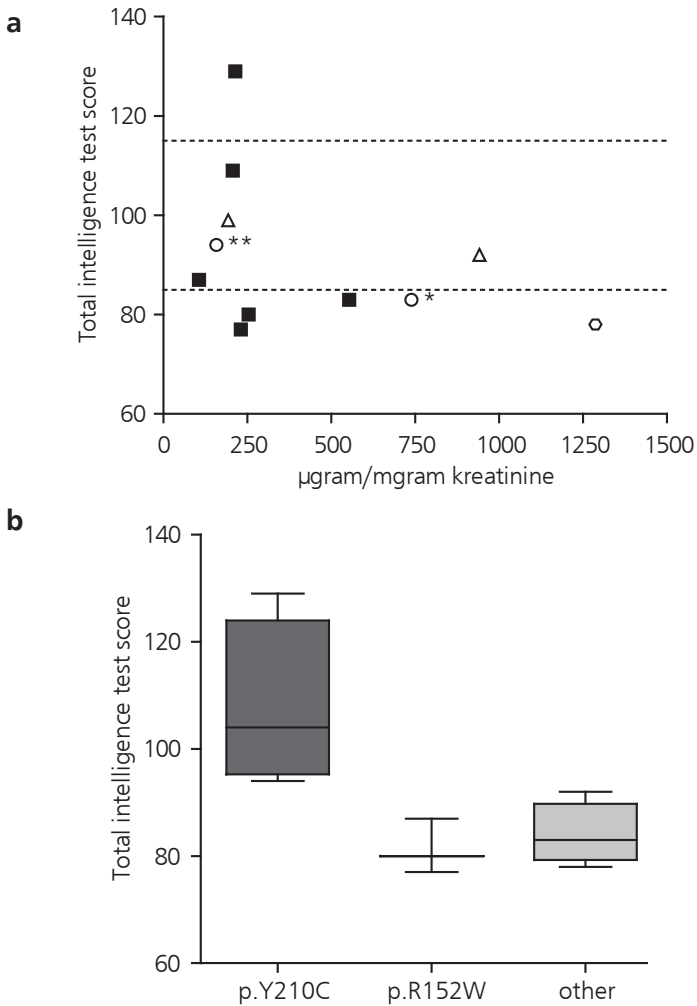 a
Total intelligence test score
140
120
100
80
60
**
*
0 250 500 750 1000 1250 1500
µgram/mgram kreatinine
b
Total intelligence test score
140
120
100
80
60
p.Y210C p.R152W other